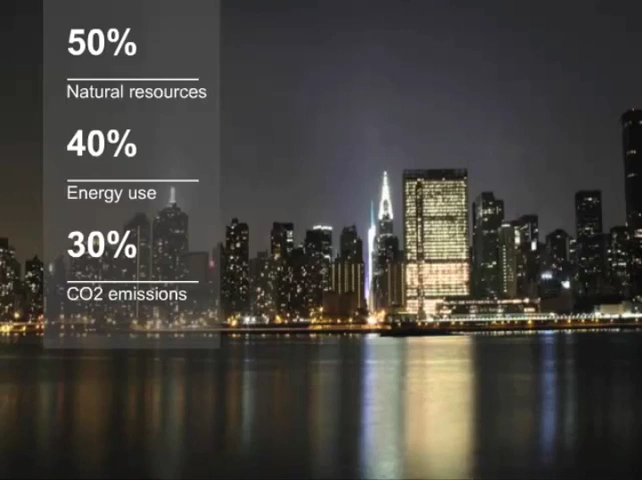 50%
Natural resources
40%
Energy use
30%
CO2 emissions